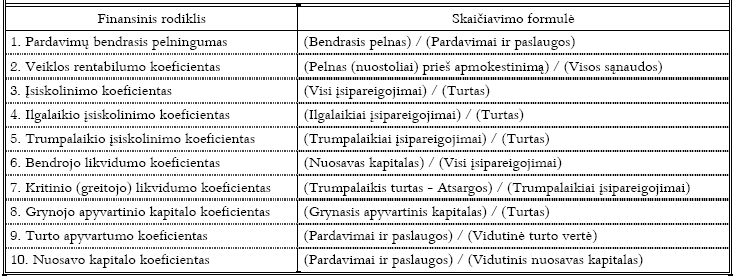 Finansinis rodiklis Skaičiavimo formulė
1. Pardavimų bendrasis pelningumas (Bendrasis pelnas) / (Pardavimai ir paslaugos)
2. Veiklos rentabilumo koeficientas (Pelnas (nuostoliai) prieš apmokestinimą) / (Visos sąnaudos)
3. Įsiskolinimo koeficientas (Visi įsipareigojimai) / (Turtas)
4. Ilgalaikio įsiskolinimo koeficientas (Ilgalaikiai įsipareigojimai) / (Turtas)
5. Trumpalaikio įsiskolinimo koeficientas (Trumpalaikiai įsipareigojimai) / (Turtas)
6. Bendrojo likvidumo koeficientas (Nuosavas kapitalas) / (Visi įsipareigojimai)
7. Kritinio (greitojo) likvidumo koeficientas (Trumpalaikis turtas - Atsargos) / (Trumpalaikiai įsipareigojimai)
8. Grynojo apyvartinio kapitalo koeficientas (Grynasis apyvartinis kapitalas) / (Turtas)
9. Turto apyvartumo koeficientas (Pardavimai ir paslaugos) / (Vidutinė turto vertė)
10. Nuosavo kapitalo koeficientas (Pardavimai ir paslaugos) / (Vidutinis nuosavas kapitalas)